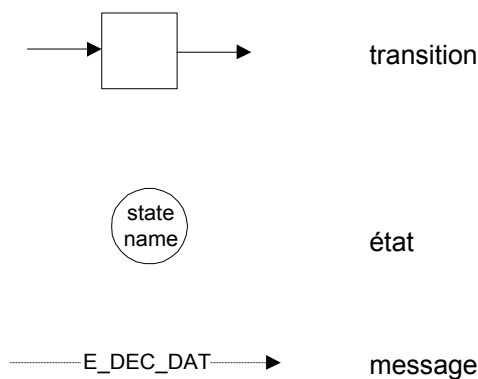 transition
state
name
état
E_DEC_DAT
message